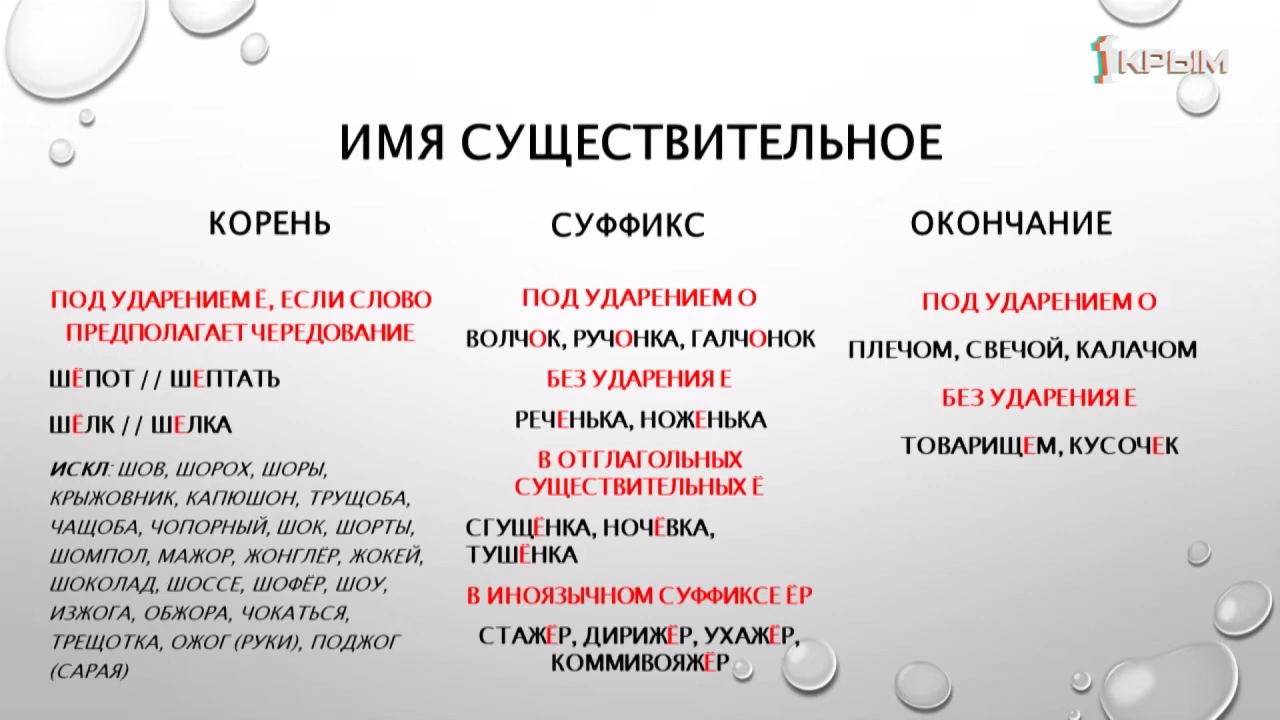 1 КРЫМ
ИМЯ СУЩЕСТВИТЕЛЬНОЕ
КОРЕНЬ
ПОД УДАРЕНИЕМ Ё, ЕСЛИ СЛОВО
ПРЕДПОЛАГАЕТ ЧЕРЕДОВАНИЕ
ШЁПОТ // ШЕПТАТЬ
ШЁЛК // ШЕЛКА
ИСКЛ: ШОВ, ШОРОХ, ШОРЫ,
КРЫЖОВНИК, КАПЮШОН, ТРУЩОБА,
ЧАЩОБА, ЧОПОРНЫЙ, ШОК, ШОРТЫ,
ШОМПОЛ, МАЖОР, ЖОНГЛЁР, ЖОКЕЙ,
ШОКОЛАД, ШОССЕ, ШОФЁР, ШОУ,
ИЗЖОГА, ОБЖОРА, ЧОКАТЬСЯ,
ТРЕЩОТКА, ОЖОГ (РУКИ), ПОДЖОГ
(САРАЯ)
СУФФИКС
ПОД УДАРЕНИЕМ О
ВОЛЧОК, РУЧОНКА, ГАЛЧОНОК
БЕЗ УДАРЕНИЯ Е
РЕЧЕНЬКА, НОЖЕНЬКА
В ОТГЛАГОЛЬНЫХ
СУЩЕСТВИТЕЛЬНЫХ Ё
СГУЩЁНКА, НОЧЁВКА,
ТУШЁНКА
В ИНОЯЗЫЧНОМ СУФФИКСЕ ЁР
СТАЖЁР, ДИРИЖЁР, УХАЖЁР,
КОММИВОЯЖЁР
ОКОНЧАНИЕ
ПОД УДАРЕНИЕМ О
ПЛЕЧОМ, СВЕЧОЙ, КАЛАЧОМ
БЕЗ УДАРЕНИЯ Е
ТОВАРИЩЕМ, КУСОЧЕК